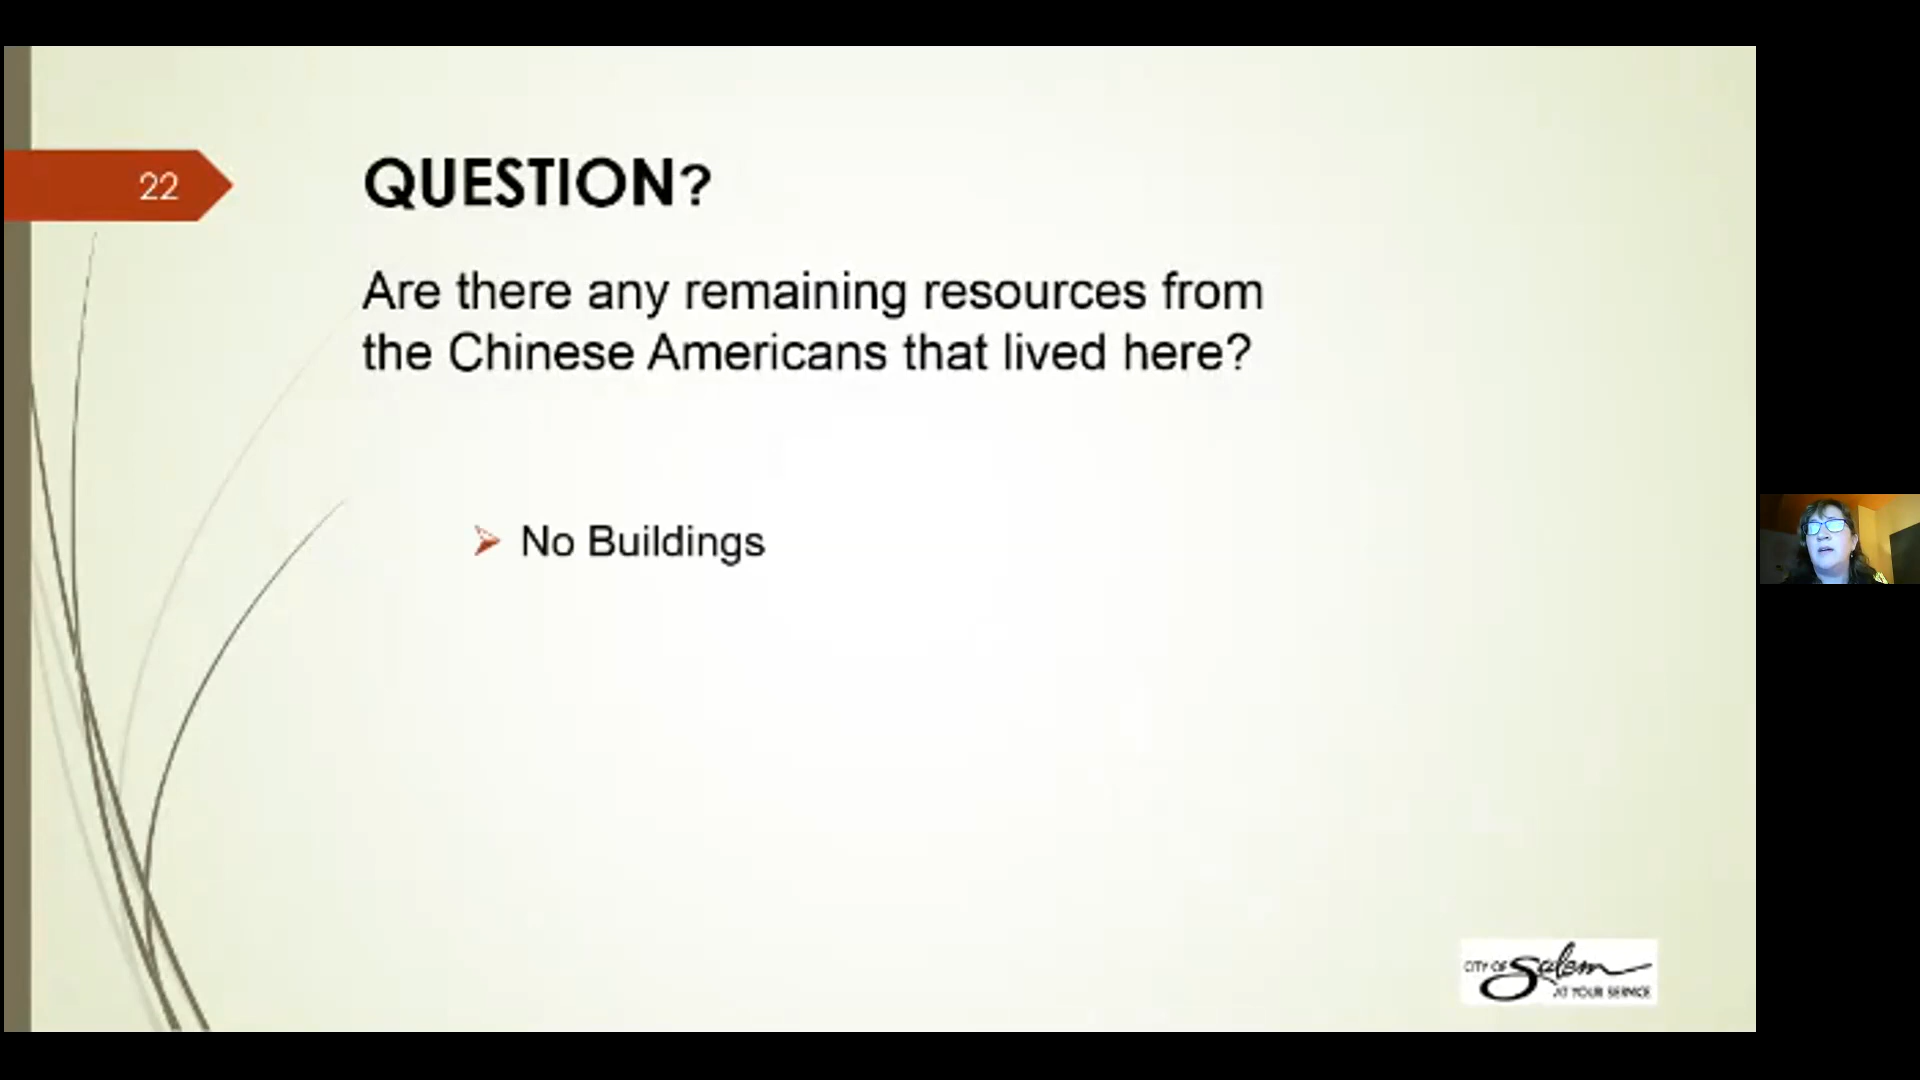 22
QUESTION?
Are there any remaining resources from
the Chinese Americans that lived here?
No Buildings
CITY OF Salem
AT YOUR SERVICE